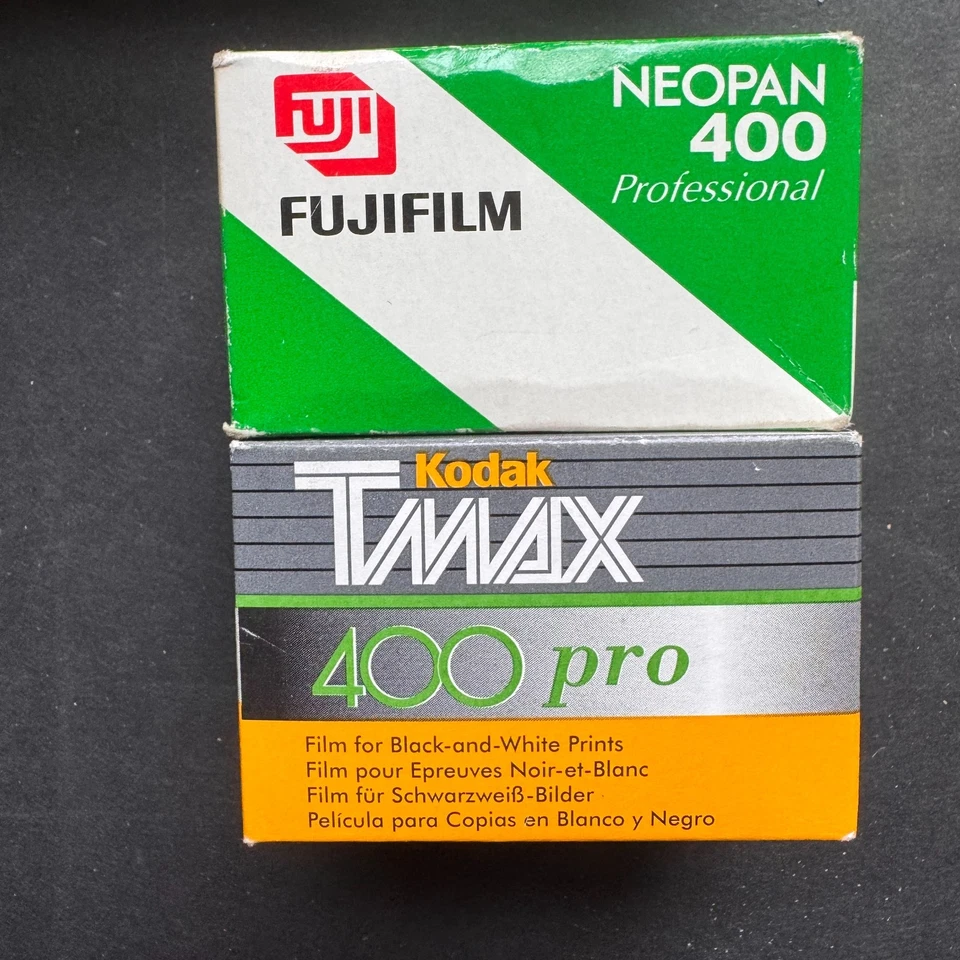 FUJI
FUJIFILM
NEOPAN
400
Professional
Kodak
TMAX
400 pro
Film for Black-and-White Prints
Film pour Epreuves Noir-et-Blanc
Film für Schwarzweiß-Bilder
Película para Copias en Blanco y Negro